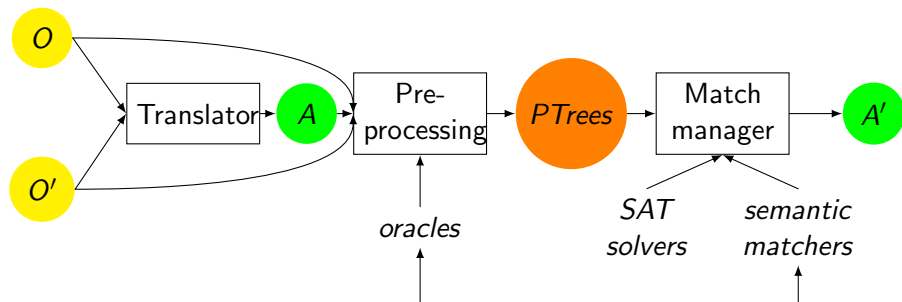 O
O'
Translator
A
Pre-
processing
PTrees
Match
manager
A'
oracles
SAT
solvers
semantic
matchers